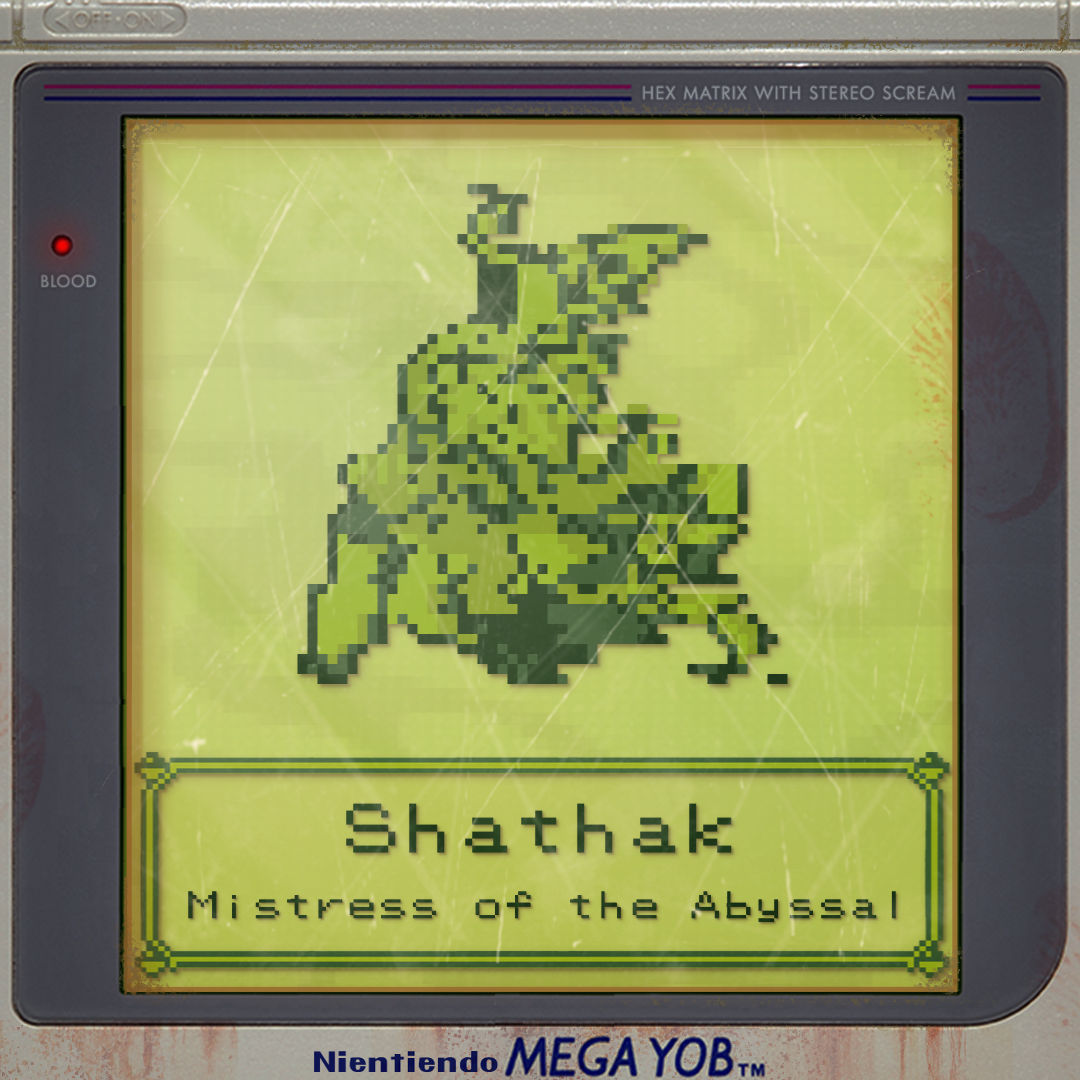 <OFF•ON>
HEX MATRIX WITH STEREO SCREAM
BLOOD
Shathak
Mistress of the Abyssal
Nientiendo MEGA YOB™